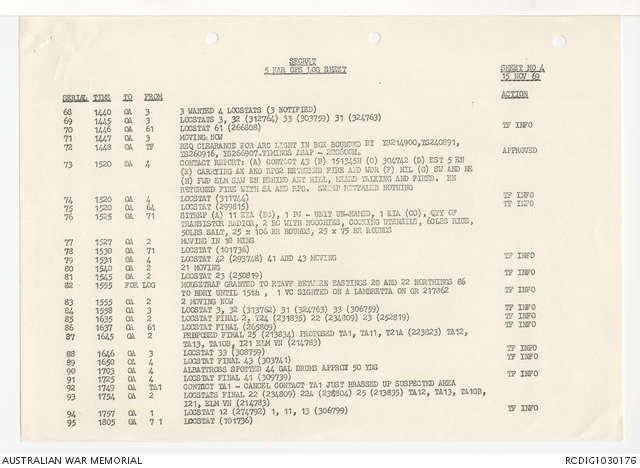 SECRET
5 RAR OPS LOG SHEET
SHEET NO 4
15 NOV 69
SERIAL TIME TO FROM ACTION
68 1440 OA 3 3 WANTED 4 LOCSTATS (3 NOTIFIED)
69 1445 OA 3 LOCSTATS 3, 32 (312764) 33 (303759) 31 (324763)
70 1446 OA 61 LOCSTAT 61 (266808) TF INFO
71 1447 OA 3 MOVING NOW
72 1448 OA TF REQ CLEARANCE FOR ARC LIGHT IN BOX BOUNDED BY YS214900,YS240891, APPROVED
YS260916, YS266907.TIMINGS ASAP -
73 1520 OA 4 CONTACT REPORT: (A) CONTACT 43 (B) 151345H (C) 304742 (D) EST 5 EN
(E) CARRYING AK AND RPG2 RETURNED FIRE AND WDR (F) NIL (G) SW AND NE
(H) FWD ELM SAW EN BEHIND ANT HILL, HEARD TALKING AND FIRED. EN
RETURNED FIRE WITH SA AND RPG. SWEEP REVEALED NOTHING
74 1520 OA 4 LOCSTAT (311744) TF INFO
75 1520 OA 64 LOCSTAT (299815) TF INFO
76 1525 OA 71 SITREP (A) 11 KIA (BC), 1 PW - UNIT UN-NAMED, 1 KIA (CO), QTY OF
TRANSISTOR RADIOS, 2 BC WITH HOOCHIES, COOKING UTENSILS, 60LBS RICE,
50LBS SALT, 25 x 106 RR ROUNDS, 25 x 75 RR ROUNDS
77 1527 OA 2 MOVING IN 10 MINS
78 1530 OA 71 LOCSTAT (101736)
79 1531 OA 4 LOCSTAT 42 (293748) 41 AND 43 MOVING TF INFO
80 1540 OA 2 21 MOVING
81 1545 OA 2 LOCSTAT 23 (250819) TF INFO
82 1555 FOR LOG MOUSETRAP GRANTED TO RTAVF BETWEEN EASTINGS 20 AND 22 NORTHINGS 86
TO BDRY UNTIL 15th , 1 VC SIGHTED ON A LAMBRETTA ON GR 217862 TF INFO
83 1555 OA 2 2 MOVING NOW
84 1558 OA 3 LOCSTAT 3, 32 (313762) 31 (324763) 33 (306759) TF INFO
85 1635 OA 2 LOCSTAT FINAL 2, T24 (231835) 22 (234809) 23 (252819) TF INFO
86 1637 OA 61 LOCSTAT FINAL (265809) TF INFO
87 1645 OA 2 PROPOSED FINAL 25 (213834) PROPOSED TA1, TA11, T21A (223823) TA12,
TA13, TA10B, I21 ELM VN (214783)
88 1646 OA 3 LOCSTAT 33 (308759) TF INFO
89 1650 OA 4 LOCSTAT FINAL 43 (303741) TF INFO
90 1703 OA 4 ALBATROSS SPOTTED 44 GAL DRUMS APPROX 50 YDS
91 1725 OA 4 LOCSTAT FINAL 41 (309739) TF INFO
92 1749 OA TA1 CONTACT TA1 - CANCEL CONTACT TA1 JUST BRASSED UP SUSPECTED AREA
93 1754 OA 2 LOCSTATS FINAL 22 (234809) 22A (238804) 25 (213835) TA12, TA13, TA10B, TF INFO
I21, ELM VN (214783)
94 1757 OA 1 LOCSTAT 12 (274792) 1, 11, 13 (306799) TF INFO
95 1805 OA 7 1 LOCSTAT (101736)
AUSTRALIAN WAR MEMORIAL
RCDIG1030176